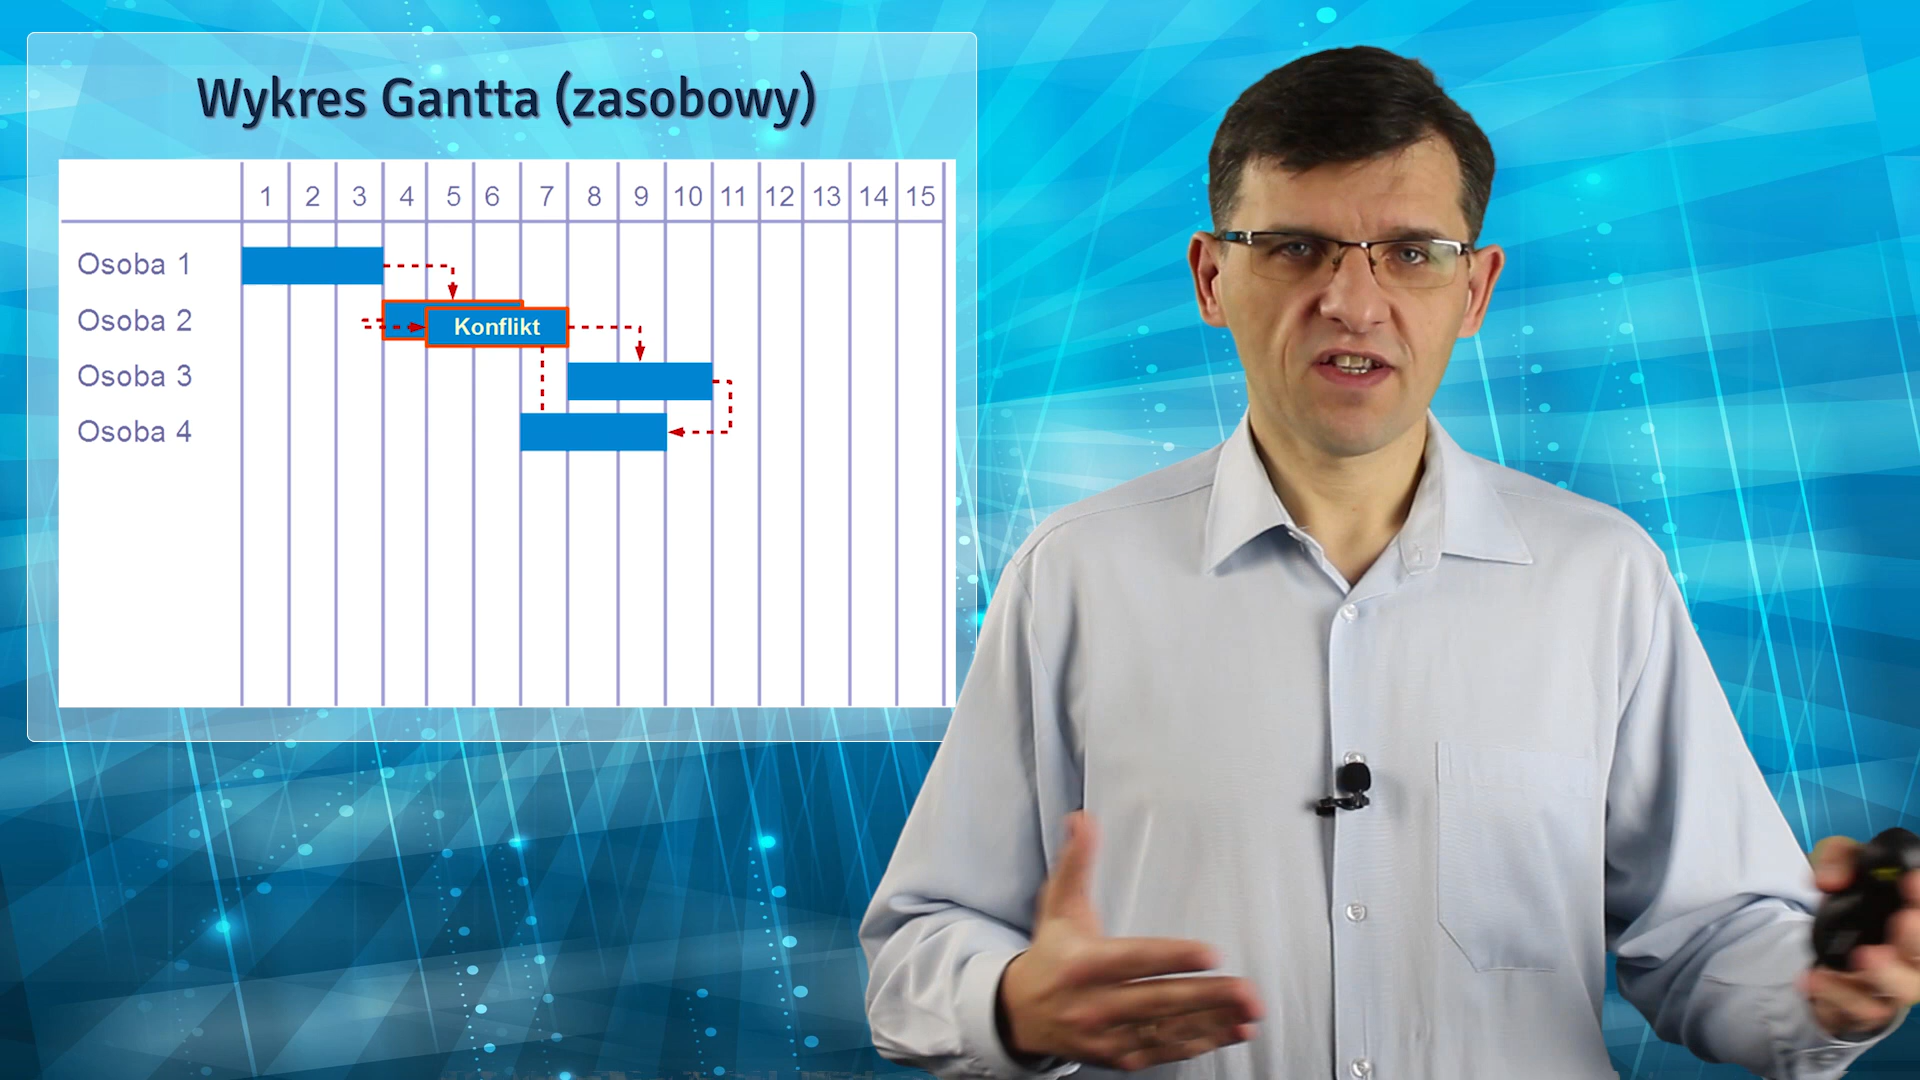 Wykres Gantta (zasobowy)
1 2 3 4 5 6 7 8 9 10 11 12 13 14 15
Osoba 1
Osoba 2
Konflikt
Osoba 3
Osoba 4